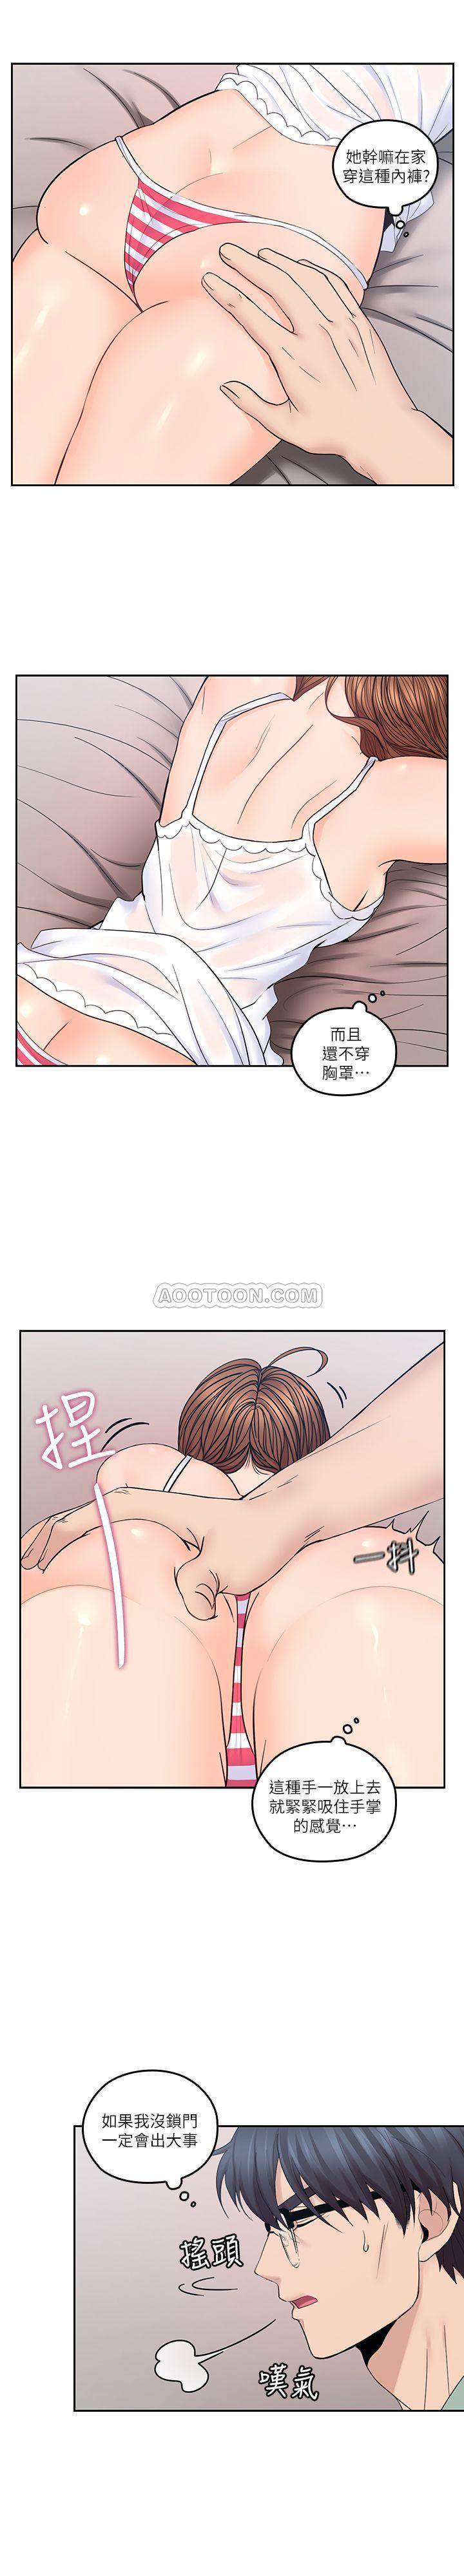 她幹嘛在家
穿這種內褲?
而且
還不穿
胸罩⋯
AOOTOON.COM
捏
一抖
這種手一放上去
就緊緊吸住手掌
的感覺⋯
如果我沒鎖門
一定會出大事
搖頭
嘆氣